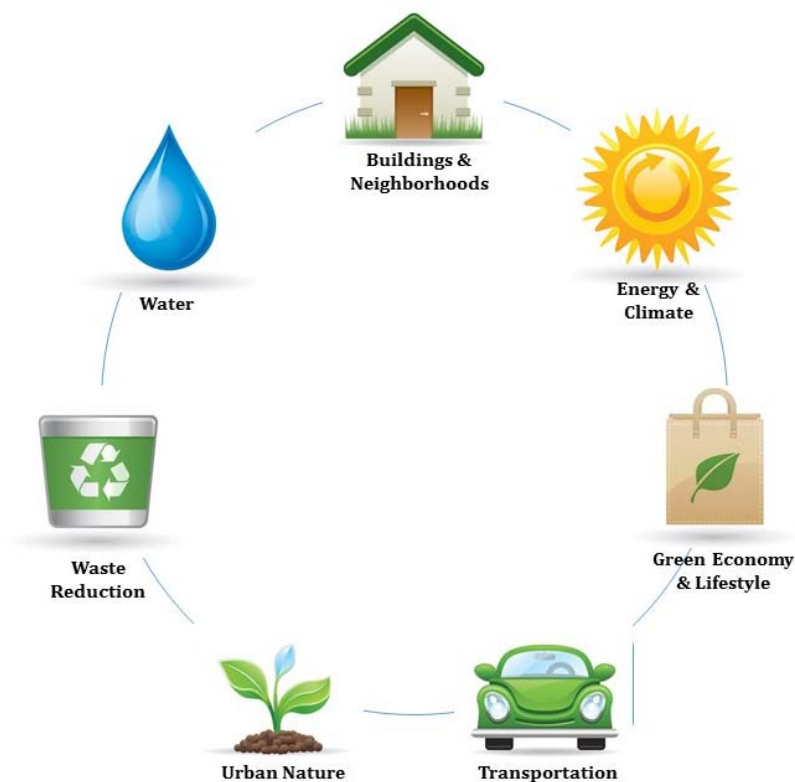 Buildings &
Neighborhoods
Energy &
Climate
Green Economy
& Lifestyle
Transportation
Urban Nature
Waste
Reduction
Water